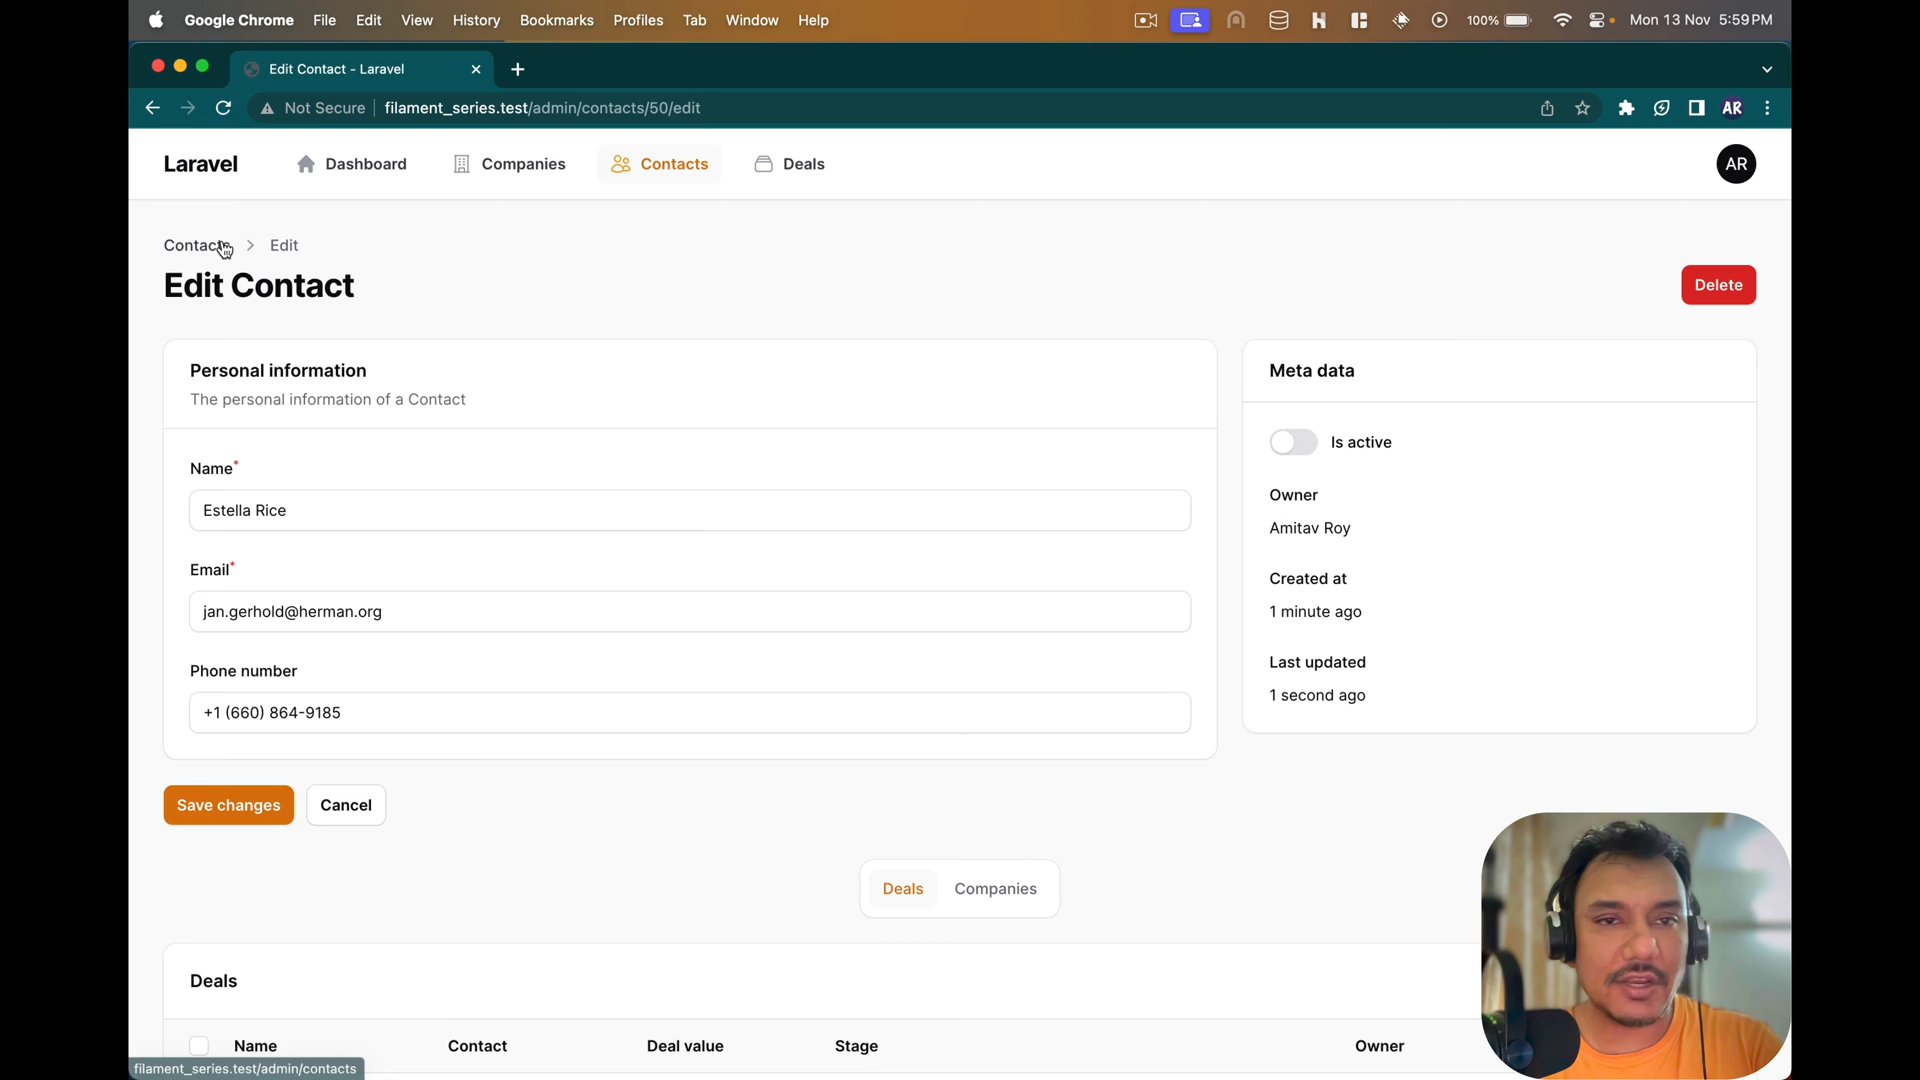 Google Chrome File Edit View History Bookmarks Profiles Tab Window Help 100% Mon 13 Nov 5:59 PM
Edit Contact - Laravel
Not Secure filament_series.test/admin/contacts/50/edit AR
Laravel Dashboard Companies Contacts Deals AR
Contacts > Edit
Edit Contact
Delete
Personal information
The personal information of a Contact
Name*
Estella Rice
Email*
jan.gerhold@herman.org
Phone number
+1 (660) 864-9185
Meta data
Is active
Owner
Amitav Roy
Created at
1 minute ago
Last updated
1 second ago
Save changes Cancel
Deals Companies
Deals
Name Contact Deal value Stage Owner
filament_series.test/admin/contacts